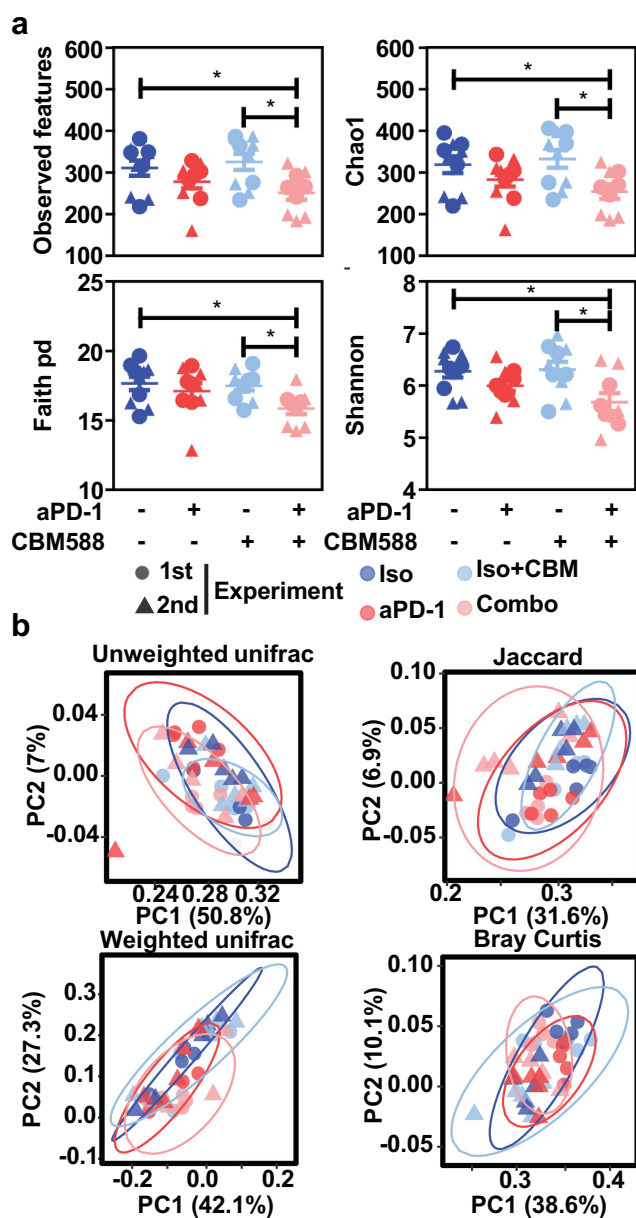 a
600
500
400
300
200
100
Observed features
*
*
600
500
400
300
200
100
Chao1
*
*
25
20
15
10
Faith pd
*
*
8
7
6
5
4
Shannon
*
*
aPD-1 - + - +
CBM588 - - + +
aPD-1 - + - +
CBM588 - - + +
1st
2nd
Experiment
Iso
Iso+CBM
aPD-1
Combo
b
Unweighted unifrac
0.04
0.00
-0.04
PC2 (7%)
0.24 0.28 0.32
PC1 (50.8%)
Jaccard
0.10
0.05
0.00
-0.05
PC2 (6.9%)
0.2 0.3
PC1 (31.6%)
Weighted unifrac
0.3
0.2
0.1
0.0
-0.1
PC2 (27.3%)
-0.2 0.0 0.2
PC1 (42.1%)
Bray Curtis
0.10
0.05
0.00
-0.05
PC2 (10.1%)
0.3 0.4
PC1 (38.6%)